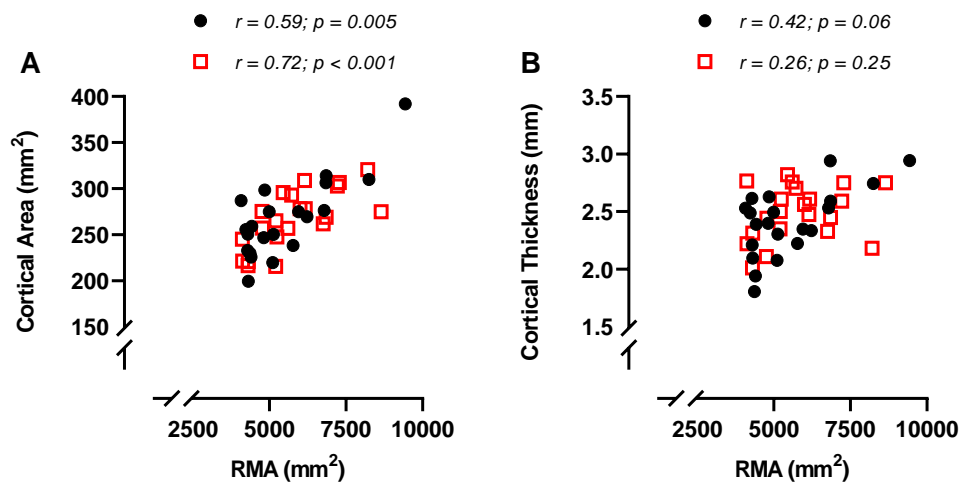 r = 0.59; p = 0.005
r = 0.72; p < 0.001
A
Cortical Area (mm²)
400
350
300
250
200
150
2500
5000
7500
10000
RMA (mm²)
r = 0.42; p = 0.06
r = 0.26; p = 0.25
B
Cortical Thickness (mm)
3.5
3.0
2.5
2.0
1.5
2500
5000
7500
10000
RMA (mm²)